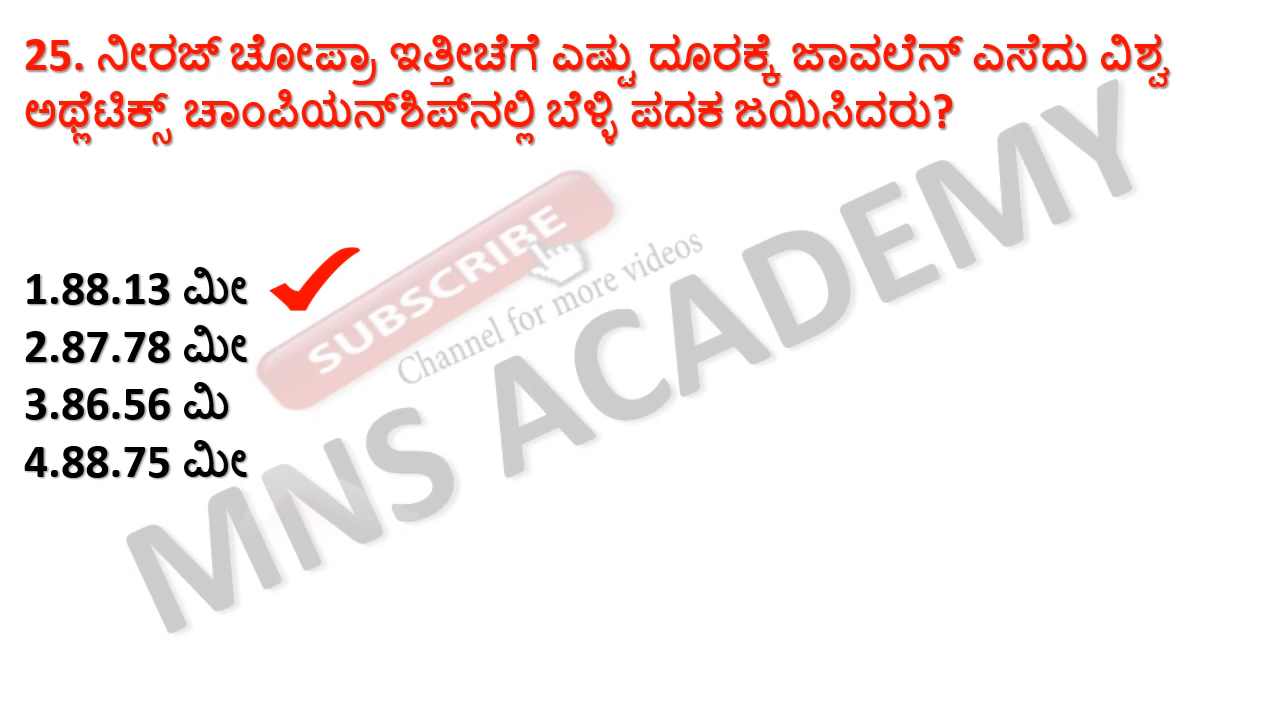 25. ನೀರಜ್ ಚೋಪ್ರಾ ಇತ್ತೀಚೆಗೆ ಎಷ್ಟು ದೂರಕ್ಕೆ ಜಾವಲೆನ್ ಎಸೆದು ವಿಶ್ವ
ಅಥ್ಲೆಟಿಕ್ಸ್ ಚಾಂಪಿಯನ್‌ಶಿಪ್‌ನಲ್ಲಿ ಬೆಳ್ಳಿ ಪದಕ ಜಯಿಸಿದರು?
SUBSCRIBE
Channel for more videos
MNS ACADEMY
1.88.13 ಮೀ
2.87.78 ಮೀ
3.86.56 ಮಿ
4.88.75 ಮೀ